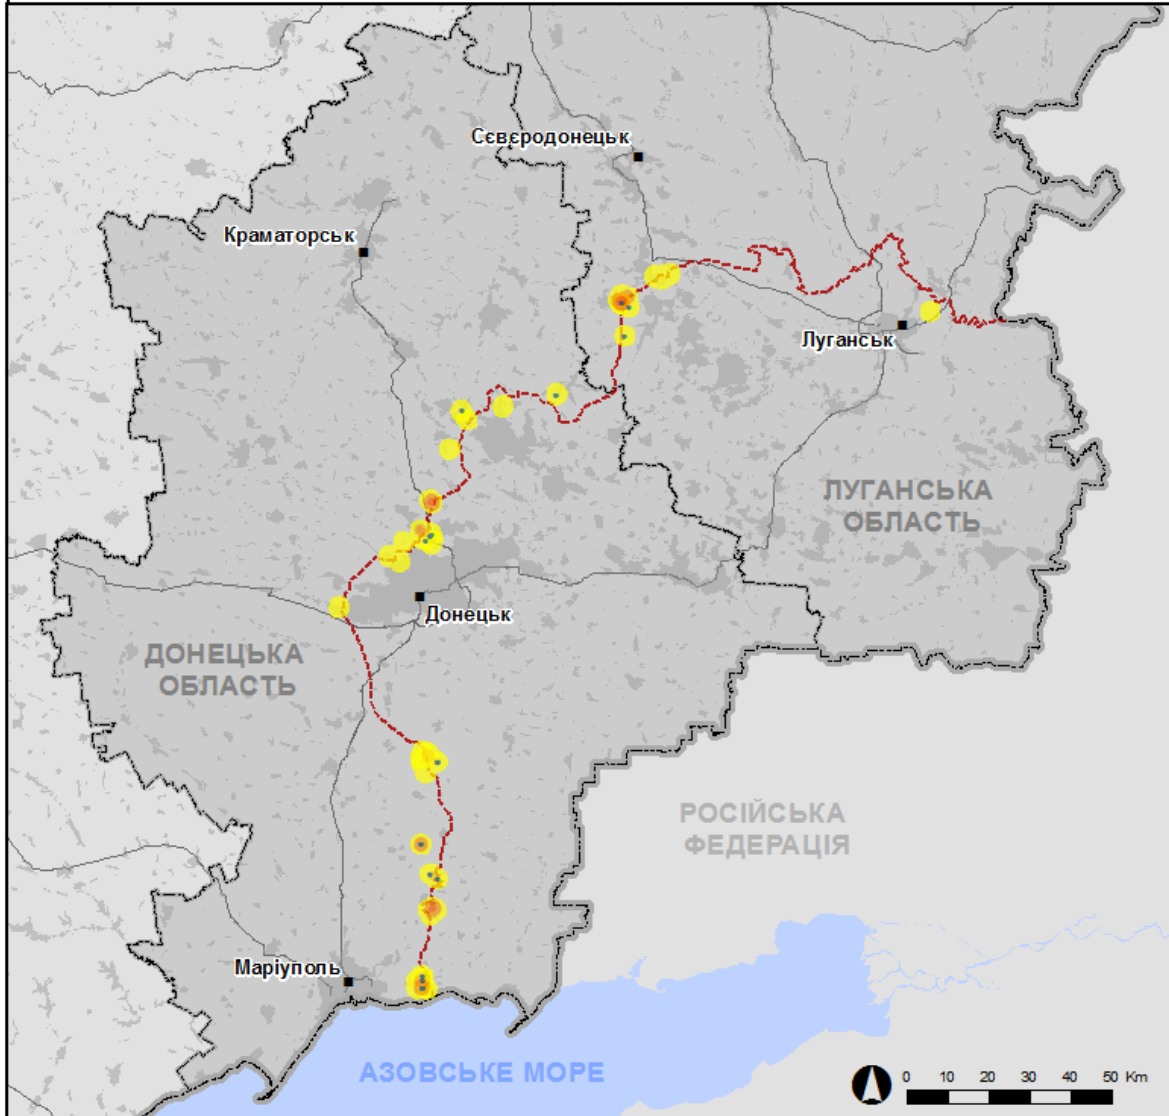 Сєвєродонецьк
Краматорськ
Луганськ
ЛУГАНСЬКА
ОБЛАСТЬ
Донецьк
ДОНЕЦЬКА
ОБЛАСТЬ
РОСІЙСЬКА
ФЕДЕРАЦІЯ
Маріуполь
АЗОВСЬКЕ МОРЕ
0 10 20 30 40 50 Km